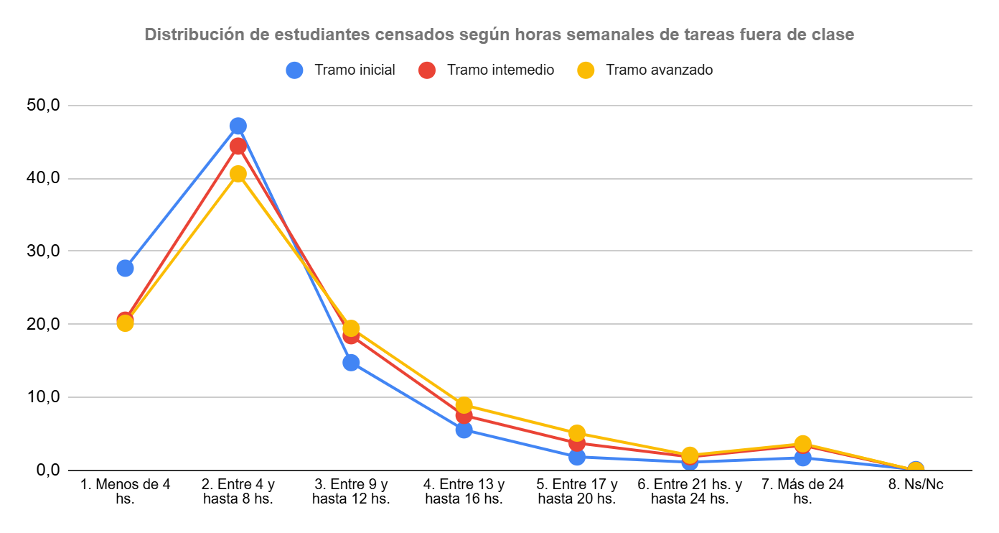 Distribución de estudiantes censados según horas semanales de tareas fuera de clase
Tramo inicial
Tramo intemedio
Tramo avanzado
50,0
40,0
30,0
20,0
10,0
0,0
1. Menos de 4
hs.
2. Entre 4 y
hasta 8 hs.
3. Entre 9 y
hasta 12 hs.
4. Entre 13 y
hasta 16 hs.
5. Entre 17 y
hasta 20 hs.
6. Entre 21 hs. y
hasta 24 hs.
7. Más de 24
hs.
8. Ns/Nc